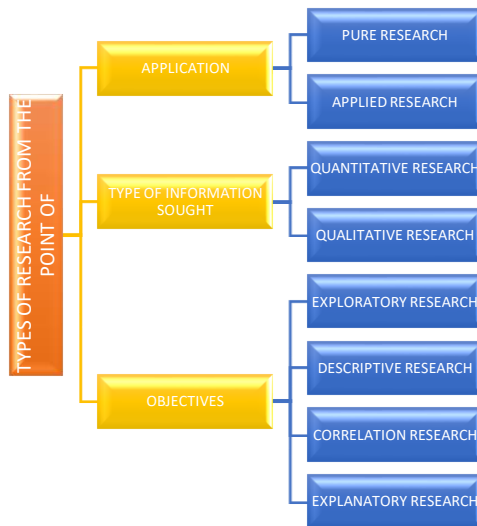 TYPES OF RESEARCH FROM THE
POINT OF
APPLICATION
PURE RESEARCH
APPLIED RESEARCH
TYPE OF INFORMATION
SOUGHT
QUANTITATIVE RESEARCH
QUALITATIVE RESEARCH
OBJECTIVES
EXPLORATORY RESEARCH
DESCRIPTIVE RESEARCH
CORRELATION RESEARCH
EXPLANATORY RESEARCH